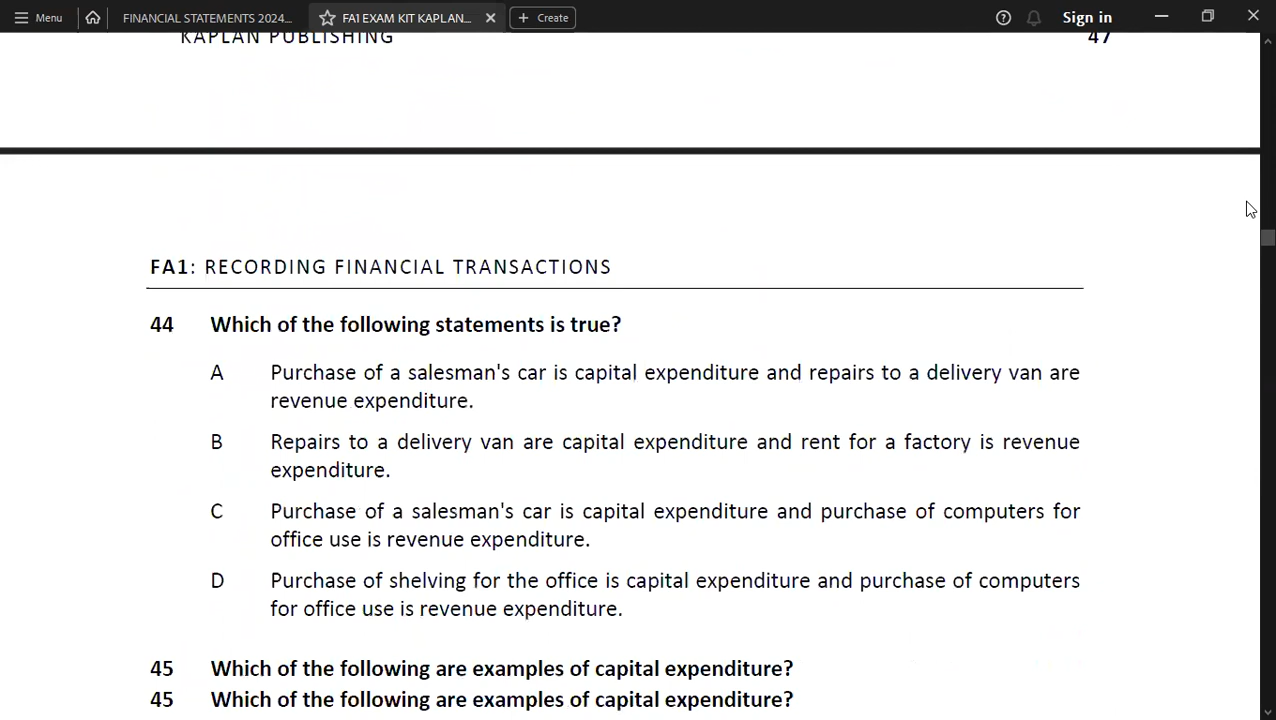 Menu
FINANCIAL STATEMENTS 2024...
FA1 EXAM KIT KAPLAN...
Create
Sign in
KAPLAN PUBLISHING 47
FA1: RECORDING FINANCIAL TRANSACTIONS
44 Which of the following statements is true?
A Purchase of a salesman's car is capital expenditure and repairs to a delivery van are
revenue expenditure.
B Repairs to a delivery van are capital expenditure and rent for a factory is revenue
expenditure.
C Purchase of a salesman's car is capital expenditure and purchase of computers for
office use is revenue expenditure.
D Purchase of shelving for the office is capital expenditure and purchase of computers
for office use is revenue expenditure.
45 Which of the following are examples of capital expenditure?
45 Which of the following are examples of capital expenditure?